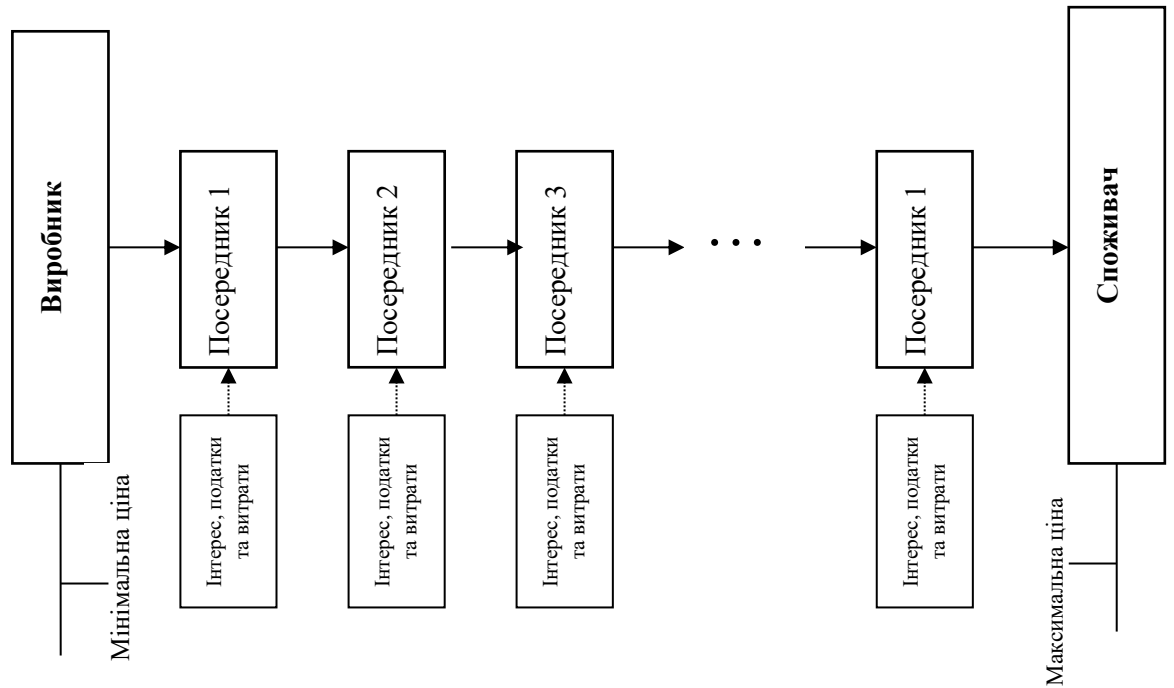 Виробник
Мінімальна ціна
Посередник 1
Інтерес, податки
та витрати
Посередник 2
Інтерес, податки
та витрати
Посередник 3
Інтерес, податки
та витрати
. . .
Посередник 1
Інтерес, податки
та витрати
Споживач
Максимальна ціна